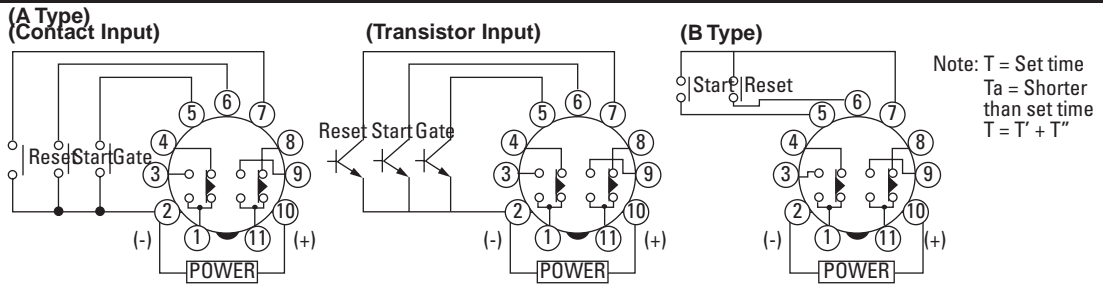 (A Type)
(Contact Input)
(Transistor Input)
(B Type)
Note: T = Set time
Ta = Shorter
than set time
T = T′ + T″
Reset Start Gate
5 6 7
4 8
3 9
2 10
1 11
(-) (+)
POWER
Reset Start Gate
5 6 7
4 8
3 9
2 10
1 11
(-) (+)
POWER
Start Reset
5 6 7
4 8
3 9
2 10
1 11
(-) (+)
POWER